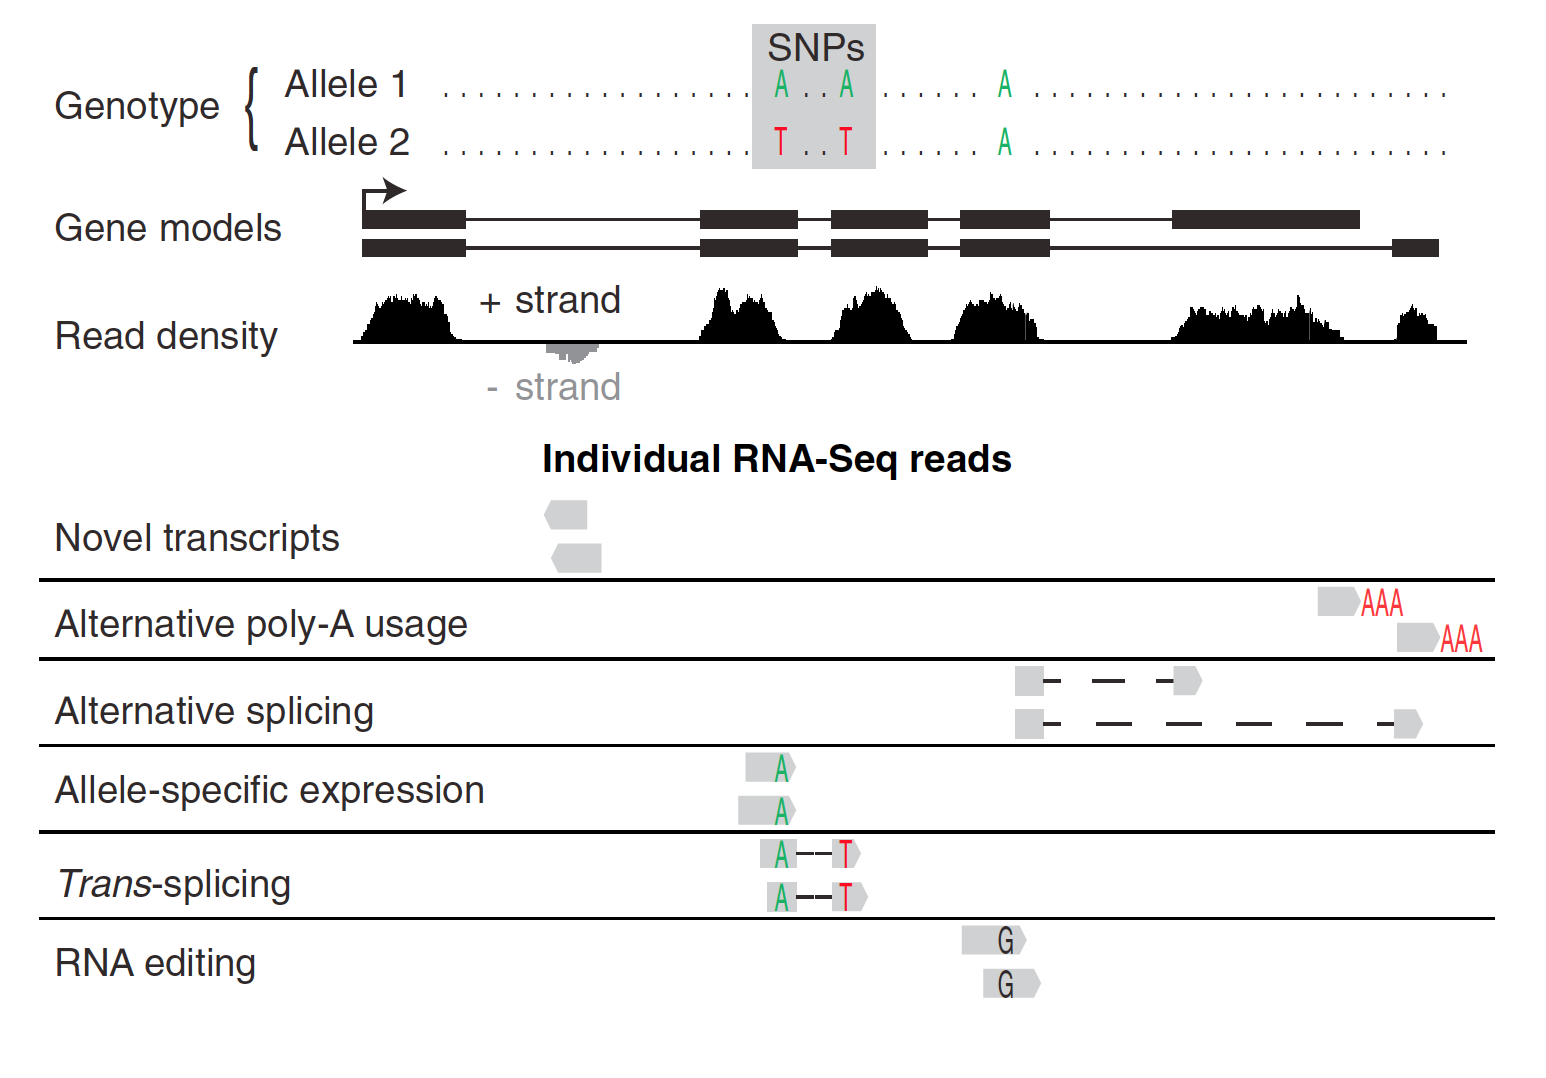 SNPs
Genotype { Allele 1 . . . . . . . . . . . . . . . . . . A . . A . . . . . . A . . . . . . . . . . . . . . . . . . . . . . . .
Allele 2 . . . . . . . . . . . . . . . . . . T . . T . . . . . . A . . . . . . . . . . . . . . . . . . . . . . . .
Gene models
+ strand
Read density
- strand
Individual RNA-Seq reads
Novel transcripts
Alternative poly-A usage
AAA
AAA
Alternative splicing
Allele-specific expression
A
A
Trans-splicing
A T
A T
RNA editing
G
G